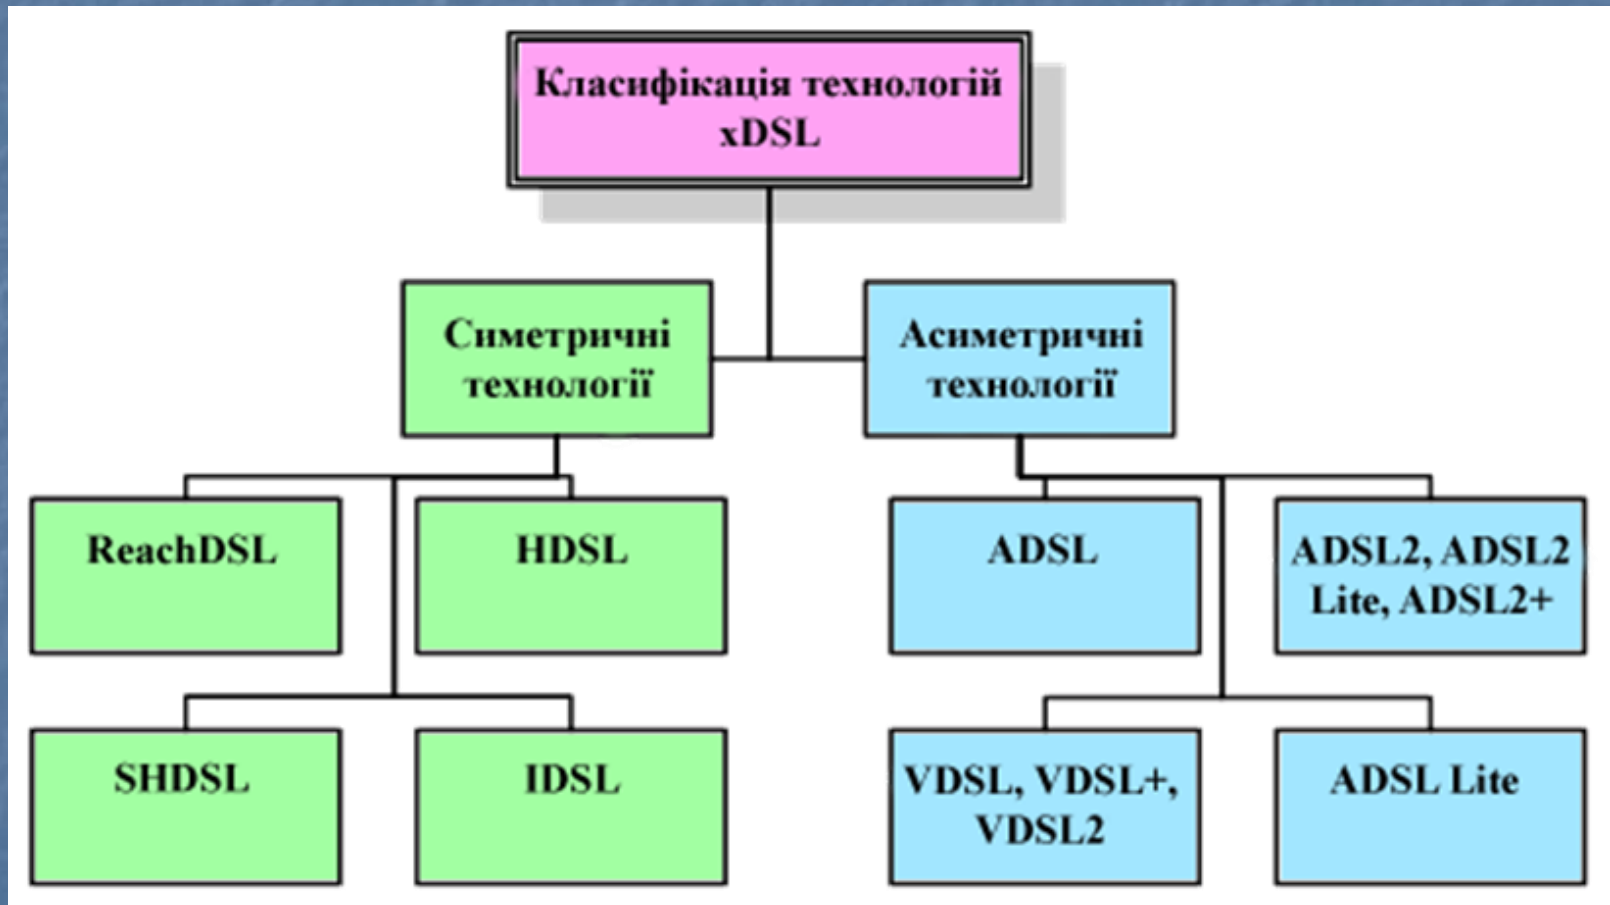 Класифікація технологій
xDSL
Симетричні
технології
Асиметричні
технології
ReachDSL
HDSL
ADSL
ADSL2, ADSL2
Lite, ADSL2+
SHDSL
IDSL
VDSL, VDSL+,
VDSL2
ADSL Lite